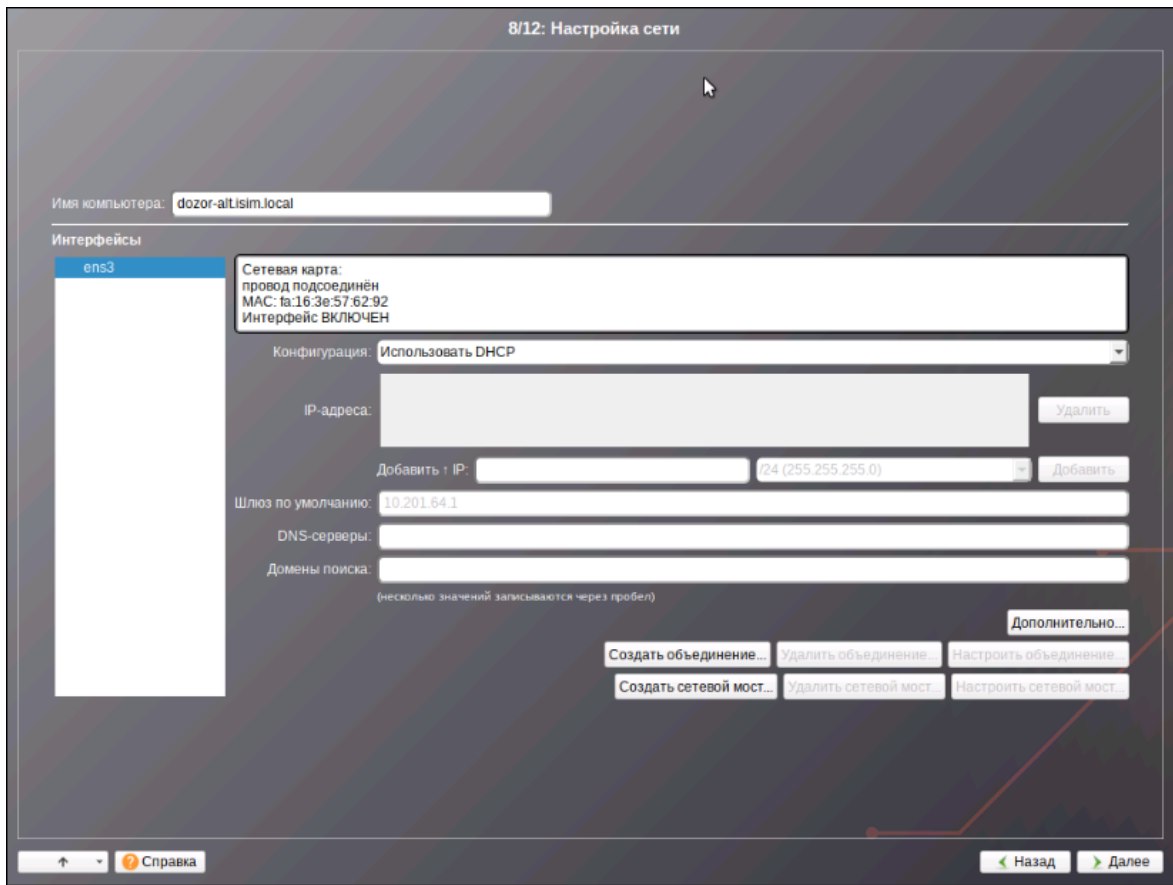 8/12: Настройка сети
Имя компьютера: dozor-alt.isim.local
Интерфейсы
ens3
Сетевая карта:
провод подсоединён
MAC: fa:16:3e:57:62:92
Интерфейс ВКЛЮЧЕН
Конфигурация: Использовать DHCP
IP-адреса: Удалить
Добавить ↑ IP: /24 (255.255.255.0) Добавить
Шлюз по умолчанию: 10.201.64.1
DNS-серверы:
Домены поиска:
(несколько значений записываются через пробел)
Дополнительно...
Создать объединение... Удалить объединение... Настроить объединение...
Создать сетевой мост... Удалить сетевой мост... Настроить сетевой мост...
Справка Назад Далее